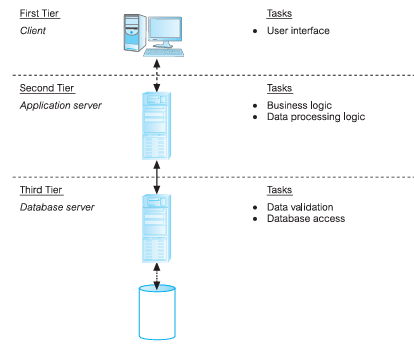 First Tier
Tasks
Client
• User interface
Second Tier
Tasks
Application server
• Business logic
• Data processing logic
Third Tier
Tasks
Database server
• Data validation
• Database access